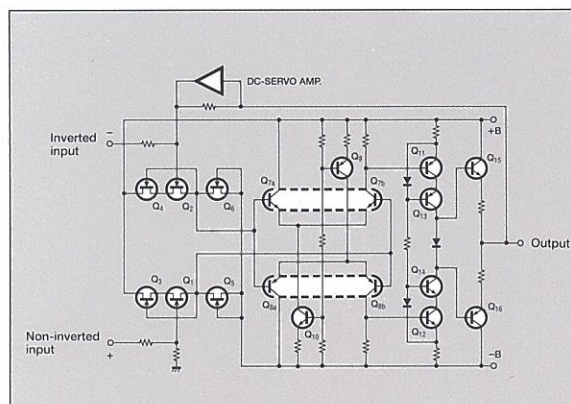 DC-SERVO AMP.
Inverted
input
−
+B
Q9
Q11
Q15
Q7a
Q7b
Q4
Q2
Q6
Q13
Output
Q3
Q1
Q5
Q14
Q8a
Q8b
Q16
Q10
Q12
Non-inverted
input
+
−B